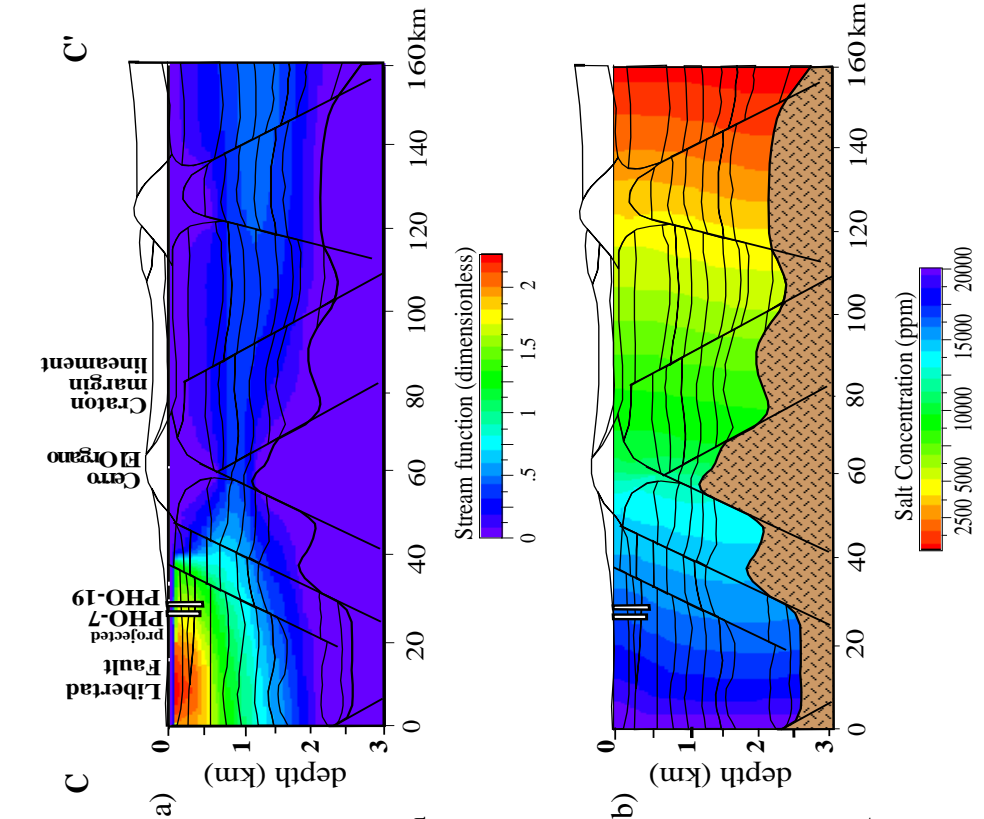 C
C'
a)
Libertad
Fault
projected
PHO-7
PHO-19
Cerro
El Organo
Craton
margin
lineament
0
1
2
3
depth (km)
0
20
40
60
80
100
120
140
160km
Stream function (dimensionless)
0
.5
1
1.5
2
b)
0
1
2
3
depth (km)
0
20
40
60
80
100
120
140
160km
Salt Concentration (ppm)
2500
5000
10000
15000
20000